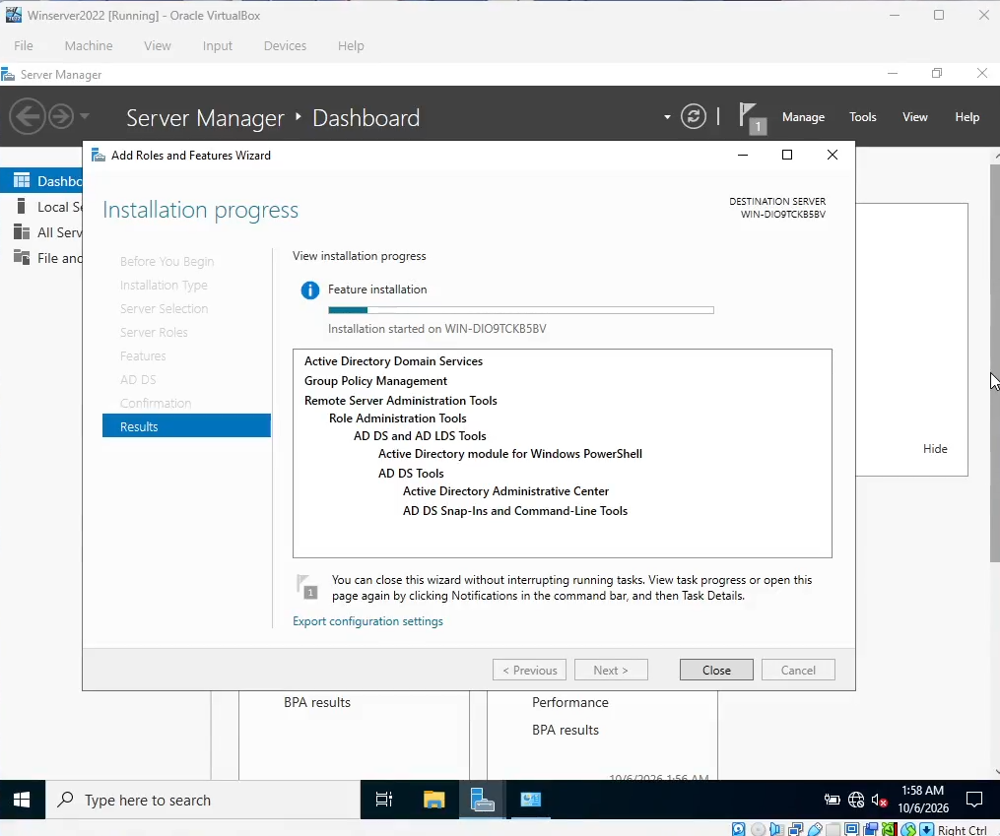 Winserver2022 [Running] - Oracle VirtualBox
File Machine View Input Devices Help
Server Manager
Server Manager Dashboard
1 Manage Tools View Help
Add Roles and Features Wizard
Dashbo
Local Se
All Serv
File and
Installation progress
DESTINATION SERVER
WIN-DIO9TCKB5BV
Before You Begin
Installation Type
Server Selection
Server Roles
Features
AD DS
Confirmation
Results
View installation progress
Feature installation
Installation started on WIN-DIO9TCKB5BV
Active Directory Domain Services
Group Policy Management
Remote Server Administration Tools
Role Administration Tools
AD DS and AD LDS Tools
Active Directory module for Windows PowerShell
AD DS Tools
Active Directory Administrative Center
AD DS Snap-Ins and Command-Line Tools
Hide
1
You can close this wizard without interrupting running tasks. View task progress or open this
page again by clicking Notifications in the command bar, and then Task Details.
Export configuration settings
< Previous Next > Close Cancel
BPA results
Performance
BPA results
10/6/2026 1:56 AM
Type here to search
1:58 AM
10/6/2026
Right Ctrl